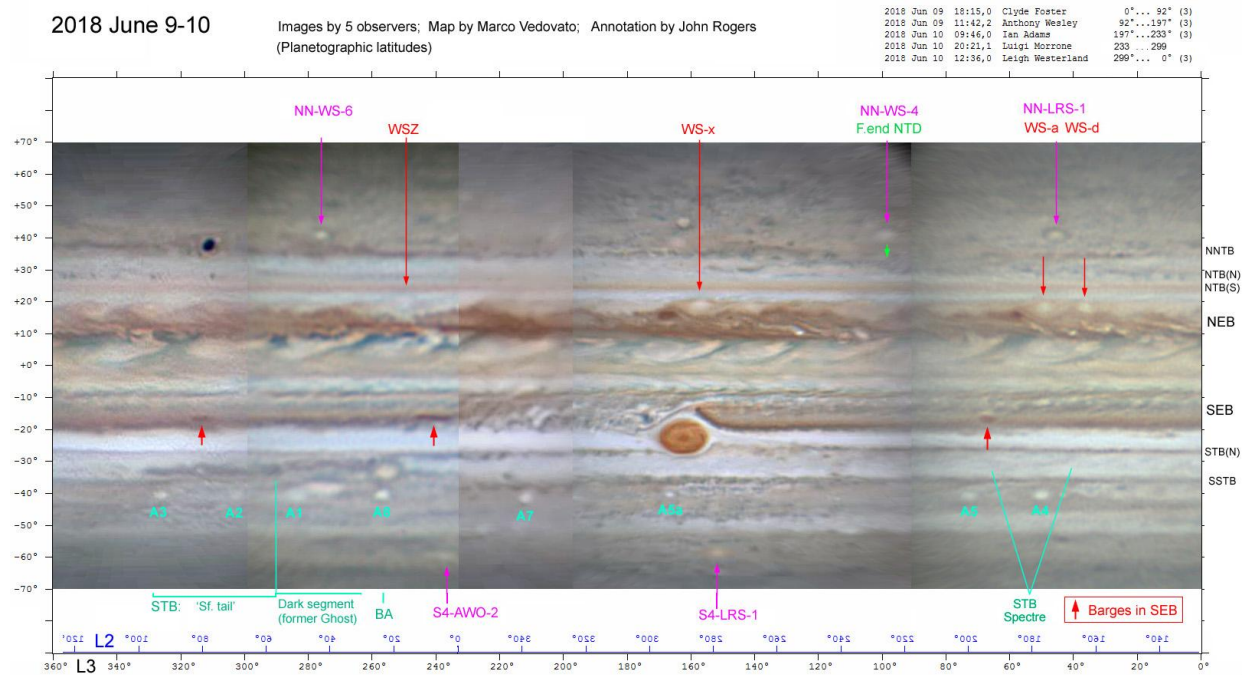 2018 June 9-10
Images by 5 observers; Map by Marco Vedovato; Annotation by John Rogers
(Planetographic latitudes)
2018 Jun 09 18:15,0 Clyde Foster 0°... 92° (3)
2018 Jun 09 11:42,2 Anthony Wesley 92°...197° (3)
2018 Jun 10 09:46,0 Ian Adams 197°...233° (3)
2018 Jun 10 20:21,1 Luigi Morrone 233 ...299
2018 Jun 10 12:36,0 Leigh Westerland 299°... 0° (3)
NN-WS-6 NN-WS-4 NN-LRS-1
WSZ WS-x F.end NTD WS-a WS-d
+70°
+60°
+50°
+40°
NNTB
+30°
NTB(N)
NTB(S)
+20°
NEB
+10°
+0°
-10°
SEB
-20°
STB(N)
-30°
SSTB
-40°
A3 A2 A1 A8 A7 A5a A5 A4
-50°
-60°
-70°
STB: 'Sf. tail' Dark segment BA S4-AWO-2 S4-LRS-1 STB
(former Ghost) Spectre
Barges in SEB
L2
120° 100° 80° 60° 40° 20° 0° 340° 320° 300° 280° 260° 240° 220° 200° 180° 160° 140°
360° L3 340° 320° 300° 280° 260° 240° 220° 200° 180° 160° 140° 120° 100° 80° 60° 40° 20° 0°